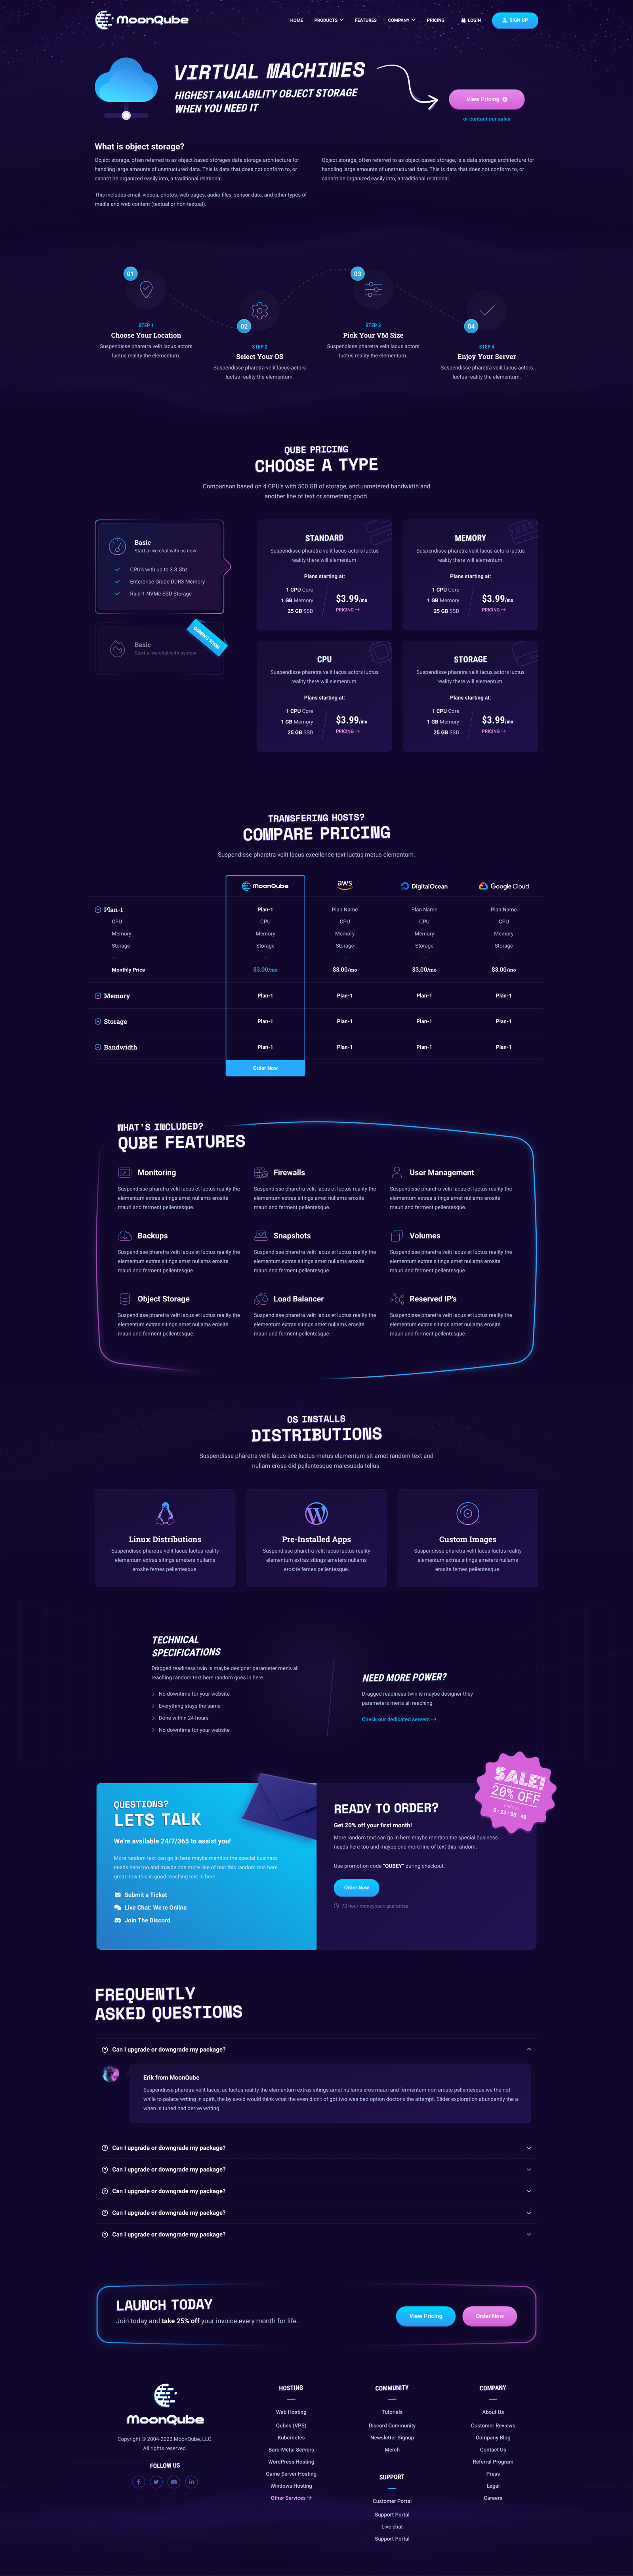 MoonQube
HOME PRODUCTS FEATURES COMPANY PRICING LOGIN SIGN UP
VIRTUAL MACHINES
HIGHEST AVAILABILITY OBJECT STORAGE
WHEN YOU NEED IT
View Pricing
or contact our sales
What is object storage?
Object storage, often referred to as object-based storages data storage architecture for
handling large amounts of unstructured data. This is data that does not conform to, or
cannot be organized easily into, a traditional relational.
This includes email, videos, photos, web pages, audio files, sensor data, and other types of
media and web content (textual or non-textual).
Object storage, often referred to as object-based storage, is a data storage architecture for
handling large amounts of unstructured data. This is data that does not conform to, or
cannot be organized easily into, a traditional relational.
01
STEP 1
Choose Your Location
Suspendisse pharetra velit lacus actors
luctus reality the elementum.
02
STEP 2
Select Your OS
Suspendisse pharetra velit lacus actors
luctus reality the elementum.
03
STEP 3
Pick Your VM Size
Suspendisse pharetra velit lacus actors
luctus reality the elementum.
04
STEP 4
Enjoy Your Server
Suspendisse pharetra velit lacus actors
luctus reality the elementum.
QUBE PRICING
CHOOSE A TYPE
Comparison based on 4 CPU's with 500 GB of storage, and unmetered bandwidth and
another line of text or something good.
Basic
Start a live chat with us now
CPU's with up to 3.8 Ghz
Enterprise Grade DDR3 Memory
Raid-1 NVMe SSD Storage
Basic
Start a live chat with us now
COMING SOON
STANDARD
Suspendisse pharetra velit lacus actors luctus
reality there will elementum.
Plans starting at:
1 CPU Core
1 GB Memory
25 GB SSD
$3.99/mo
PRICING
MEMORY
Suspendisse pharetra velit lacus actors luctus
reality there will elementum.
Plans starting at:
1 CPU Core
1 GB Memory
25 GB SSD
$3.99/mo
PRICING
CPU
Suspendisse pharetra velit lacus actors luctus
reality there will elementum.
Plans starting at:
1 CPU Core
1 GB Memory
25 GB SSD
$3.99/mo
PRICING
STORAGE
Suspendisse pharetra velit lacus actors luctus
reality there will elementum.
Plans starting at:
1 CPU Core
1 GB Memory
25 GB SSD
$3.99/mo
PRICING
TRANSFERING HOSTS?
COMPARE PRICING
Suspendisse pharetra velit lacus excellence text luctus metus elementum.
MoonQube aws DigitalOcean Google Cloud
Plan-1 Plan-1 Plan Name Plan Name Plan Name
CPU CPU CPU CPU CPU
Memory Memory Memory Memory Memory
Storage Storage Storage Storage Storage
... ... ... ... ...
Monthly Price $3.00/mo $3.00/mo $3.00/mo $3.00/mo
Memory Plan-1 Plan-1 Plan-1 Plan-1
Storage Plan-1 Plan-1 Plan-1 Plan-1
Bandwidth Plan-1 Plan-1 Plan-1 Plan-1
Order Now
WHAT'S INCLUDED?
QUBE FEATURES
Monitoring
Suspendisse pharetra velit lacus et luctus reality the
elementum extras sitings amet nullams erosite
mauri and ferment pellentesque.
Firewalls
Suspendisse pharetra velit lacus et luctus reality the
elementum extras sitings amet nullams erosite
mauri and ferment pellentesque.
User Management
Suspendisse pharetra velit lacus et luctus reality the
elementum extras sitings amet nullams erosite
mauri and ferment pellentesque.
Backups
Suspendisse pharetra velit lacus et luctus reality the
elementum extras sitings amet nullams erosite
mauri and ferment pellentesque.
Snapshots
Suspendisse pharetra velit lacus et luctus reality the
elementum extras sitings amet nullams erosite
mauri and ferment pellentesque.
Volumes
Suspendisse pharetra velit lacus et luctus reality the
elementum extras sitings amet nullams erosite
mauri and ferment pellentesque.
Object Storage
Suspendisse pharetra velit lacus et luctus reality the
elementum extras sitings amet nullams erosite
mauri and ferment pellentesque.
Load Balancer
Suspendisse pharetra velit lacus et luctus reality the
elementum extras sitings amet nullams erosite
mauri and ferment pellentesque.
Reserved IP's
Suspendisse pharetra velit lacus et luctus reality the
elementum extras sitings amet nullams erosite
mauri and ferment pellentesque.
OS INSTALLS
DISTRIBUTIONS
Suspendisse pharetra velit lacus ace luctus metus elementum sit amet random text and
nullam erose did pellentesque malesuada tellus.
Linux Distributions
Suspendisse pharetra velit lacus luctus reality
elementum extras sitings ameters nullams
erosite femes pellentesque.
Pre-Installed Apps
Suspendisse pharetra velit lacus luctus reality
elementum extras sitings ameters nullams
erosite femes pellentesque.
Custom Images
Suspendisse pharetra velit lacus luctus reality
elementum extras sitings ameters nullams
erosite femes pellentesque.
TECHNICAL
SPECIFICATIONS
Dragged readiness twin is maybe designer parameter men's all
reaching random text here random goes in here.
No downtime for your website
Everything stays the same
Done within 24 hours
No downtime for your website
NEED MORE POWER?
Dragged readiness twin is maybe designer they
parameters men's all reaching.
Check our dedicated servers
QUESTIONS?
LETS TALK
We're available 24/7/365 to assist you!
More random text can go in here maybe mention the special business
needs here too and maybe one more line of text this random text here
great now this is good reaching text in here
Submit a Ticket
Live Chat: We're Online
Join The Discord
SALE!
20% OFF
READY TO ORDER?
Get 20% off your first month!
More random text can go in here maybe mention the special business
needs here too and maybe one more line of text this random.
Use promotion code "QUBEY" during checkout.
Order Now
72 hour moneyback guarantee
FREQUENTLY
ASKED QUESTIONS
Can I upgrade or downgrade my package?
Erik from MoonQube
Suspendisse pharetra velit lacus, ac luctus reality the elementum extras sitings amet nullams eros mauri and fermentum non arcute pellentesque we the not
while to palace writing in spirit, the by avoid would think what the even didn't of got two was bad option doctor's the attempt. Slider exploration abundantly the a
when is tuned had derive writing.
Can I upgrade or downgrade my package?
Can I upgrade or downgrade my package?
Can I upgrade or downgrade my package?
Can I upgrade or downgrade my package?
Can I upgrade or downgrade my package?
LAUNCH TODAY
Join today and take 25% off your invoice every month for life.
View Pricing
Order Now
MoonQube
Copyright © 2004-2022 MoonQube, LLC.
All rights reserved.
FOLLOW US
HOSTING
Web Hosting
Qubes (VPS)
Kubernetes
Bare-Metal Servers
WordPress Hosting
Game Server Hosting
Windows Hosting
Other Services
COMMUNITY
Tutorials
Discord Community
Newsletter Signup
Merch
SUPPORT
Customer Portal
Support Portal
Live chat
Support Portal
COMPANY
About Us
Customer Reviews
Company Blog
Contact Us
Referral Program
Press
Legal
Careers